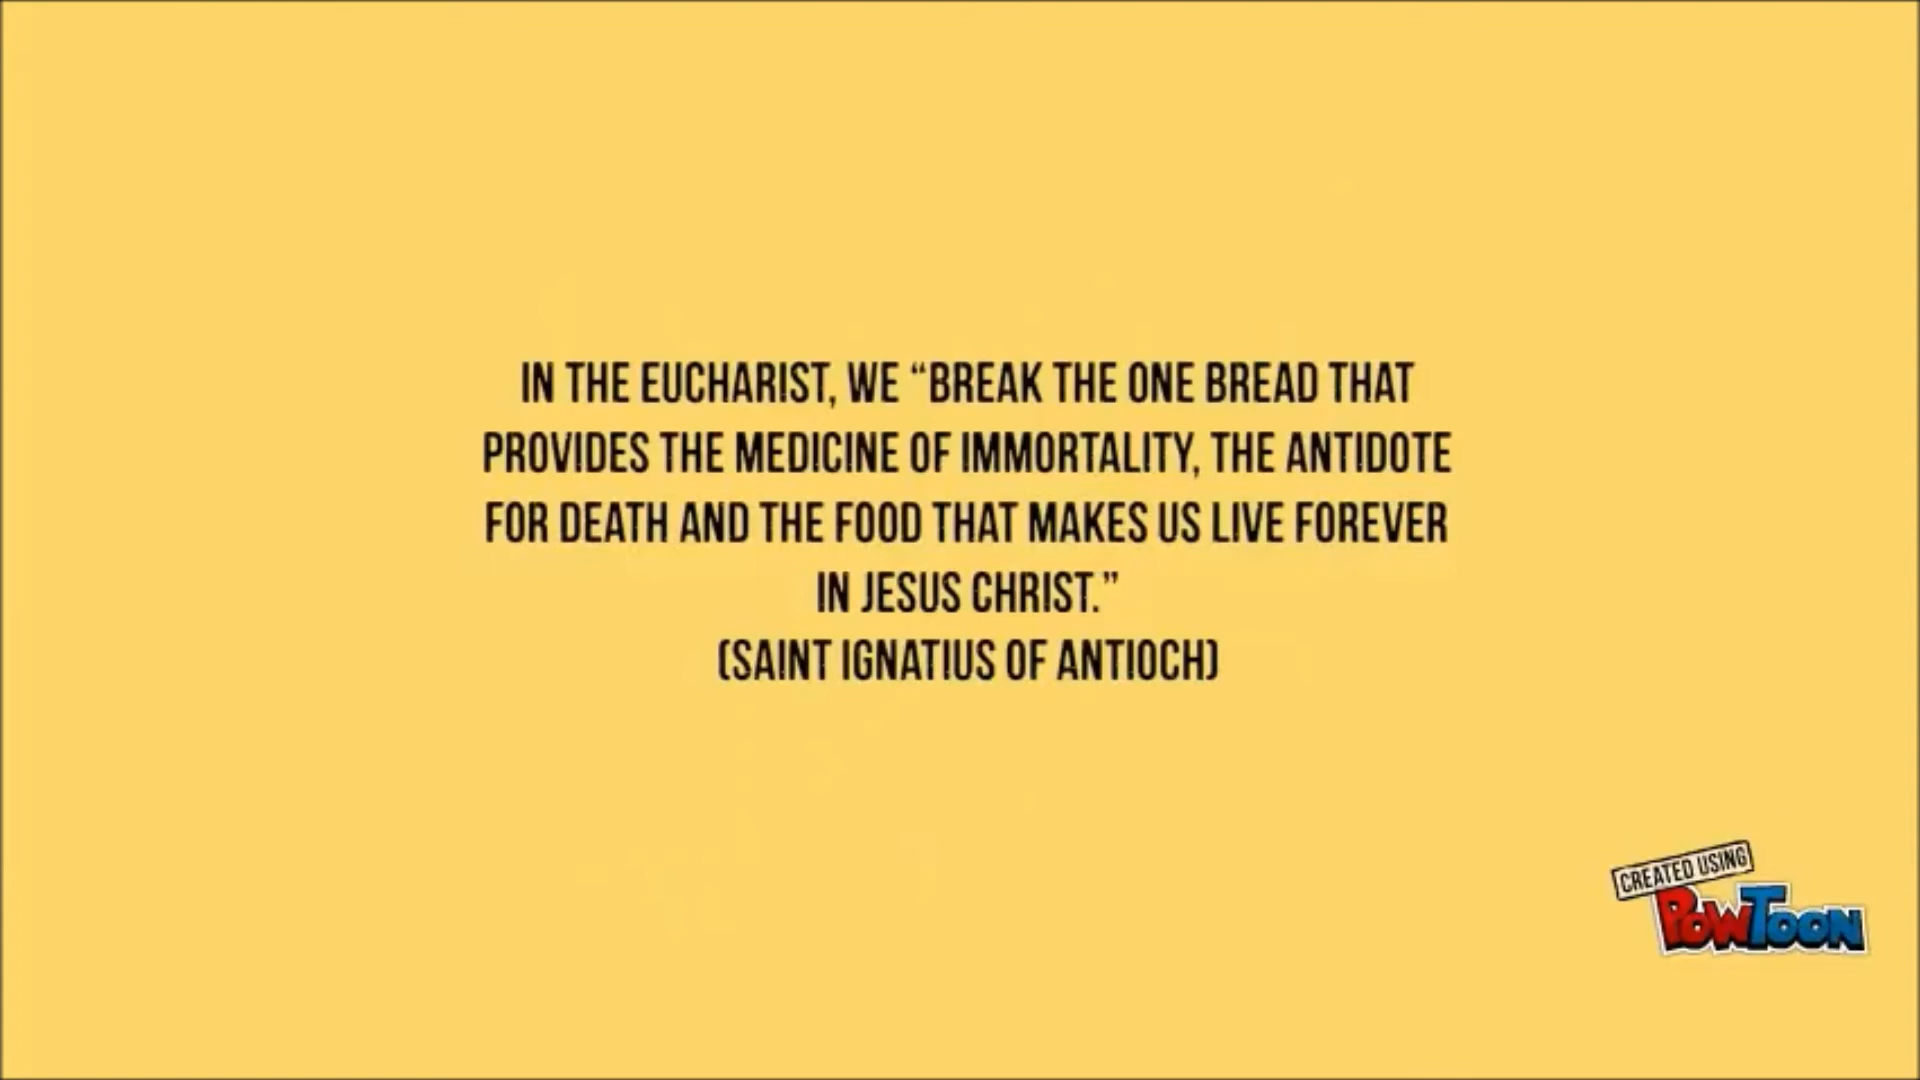 IN THE EUCHARIST, WE “BREAK THE ONE BREAD THAT
PROVIDES THE MEDICINE OF IMMORTALITY, THE ANTIDOTE
FOR DEATH AND THE FOOD THAT MAKES US LIVE FOREVER
IN JESUS CHRIST.”
(SAINT IGNATIUS OF ANTIOCH)
CREATED USING
POWTOON